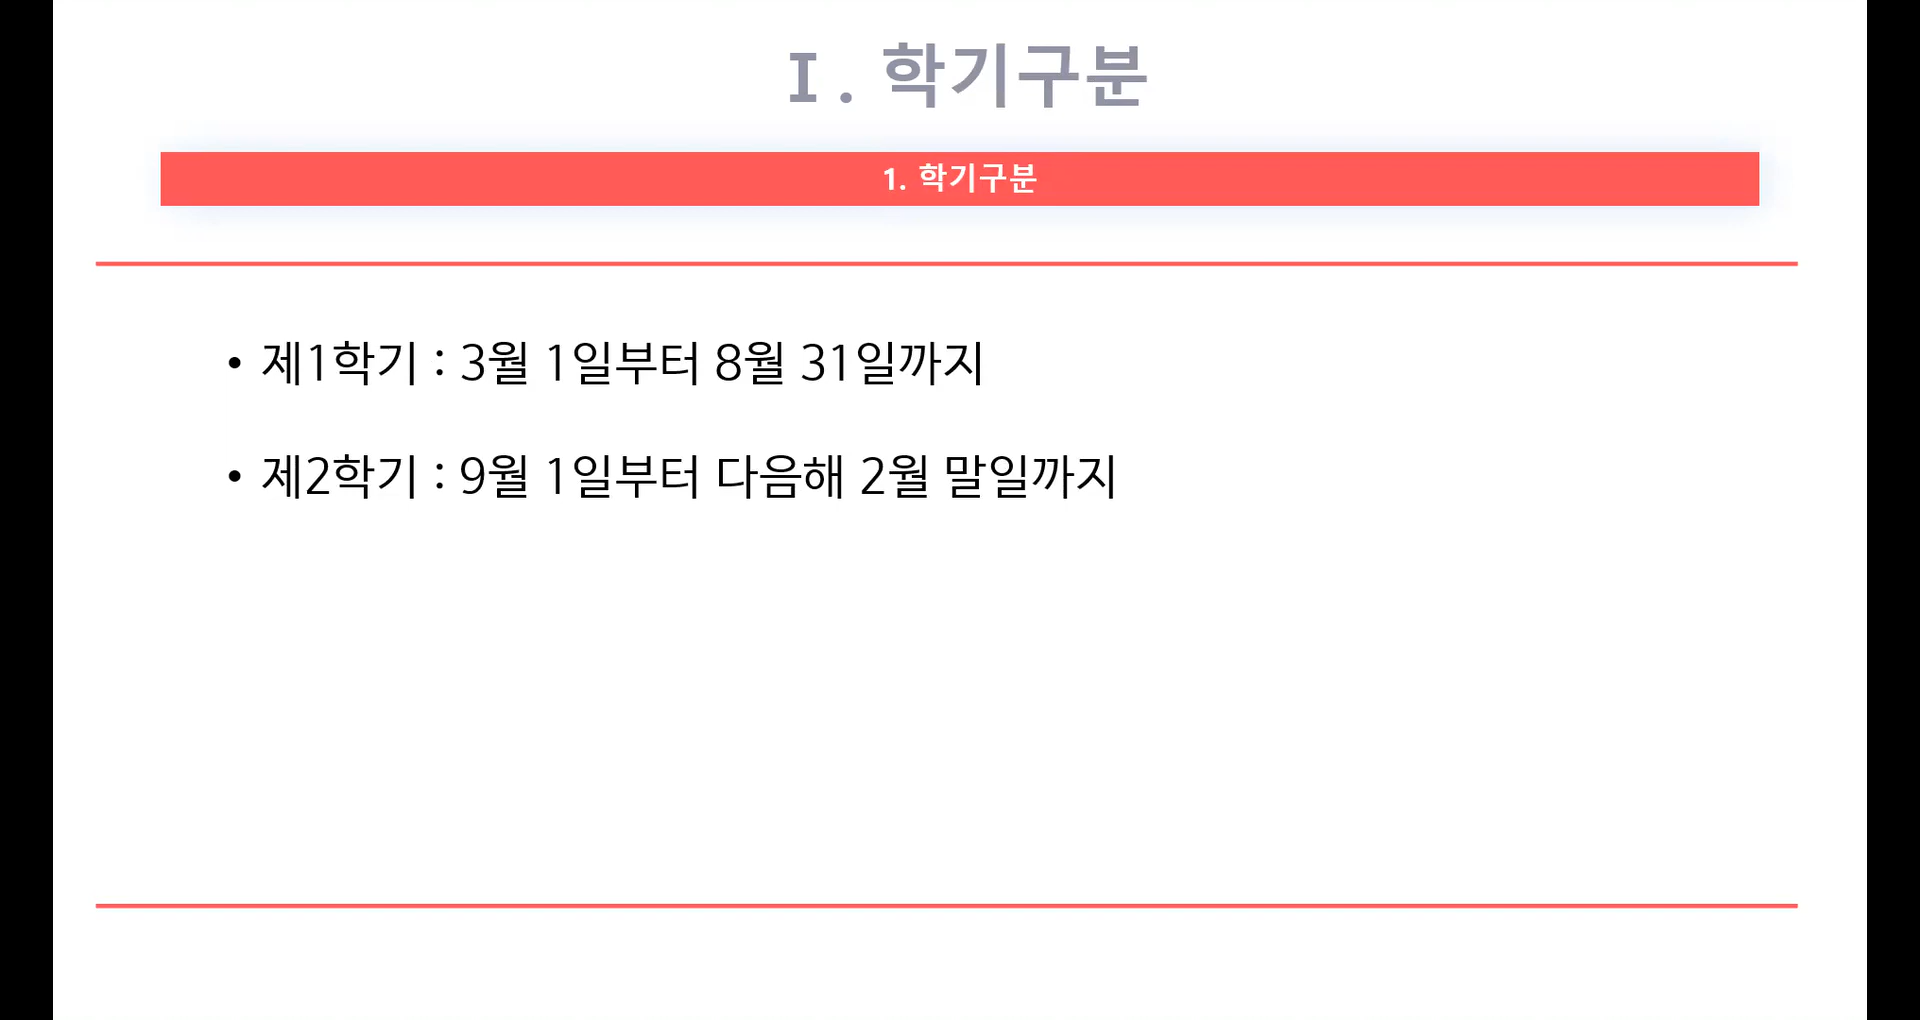 I. 학기구분
1. 학기구분
• 제1학기 : 3월 1일부터 8월 31일까지
• 제2학기 : 9월 1일부터 다음해 2월 말일까지